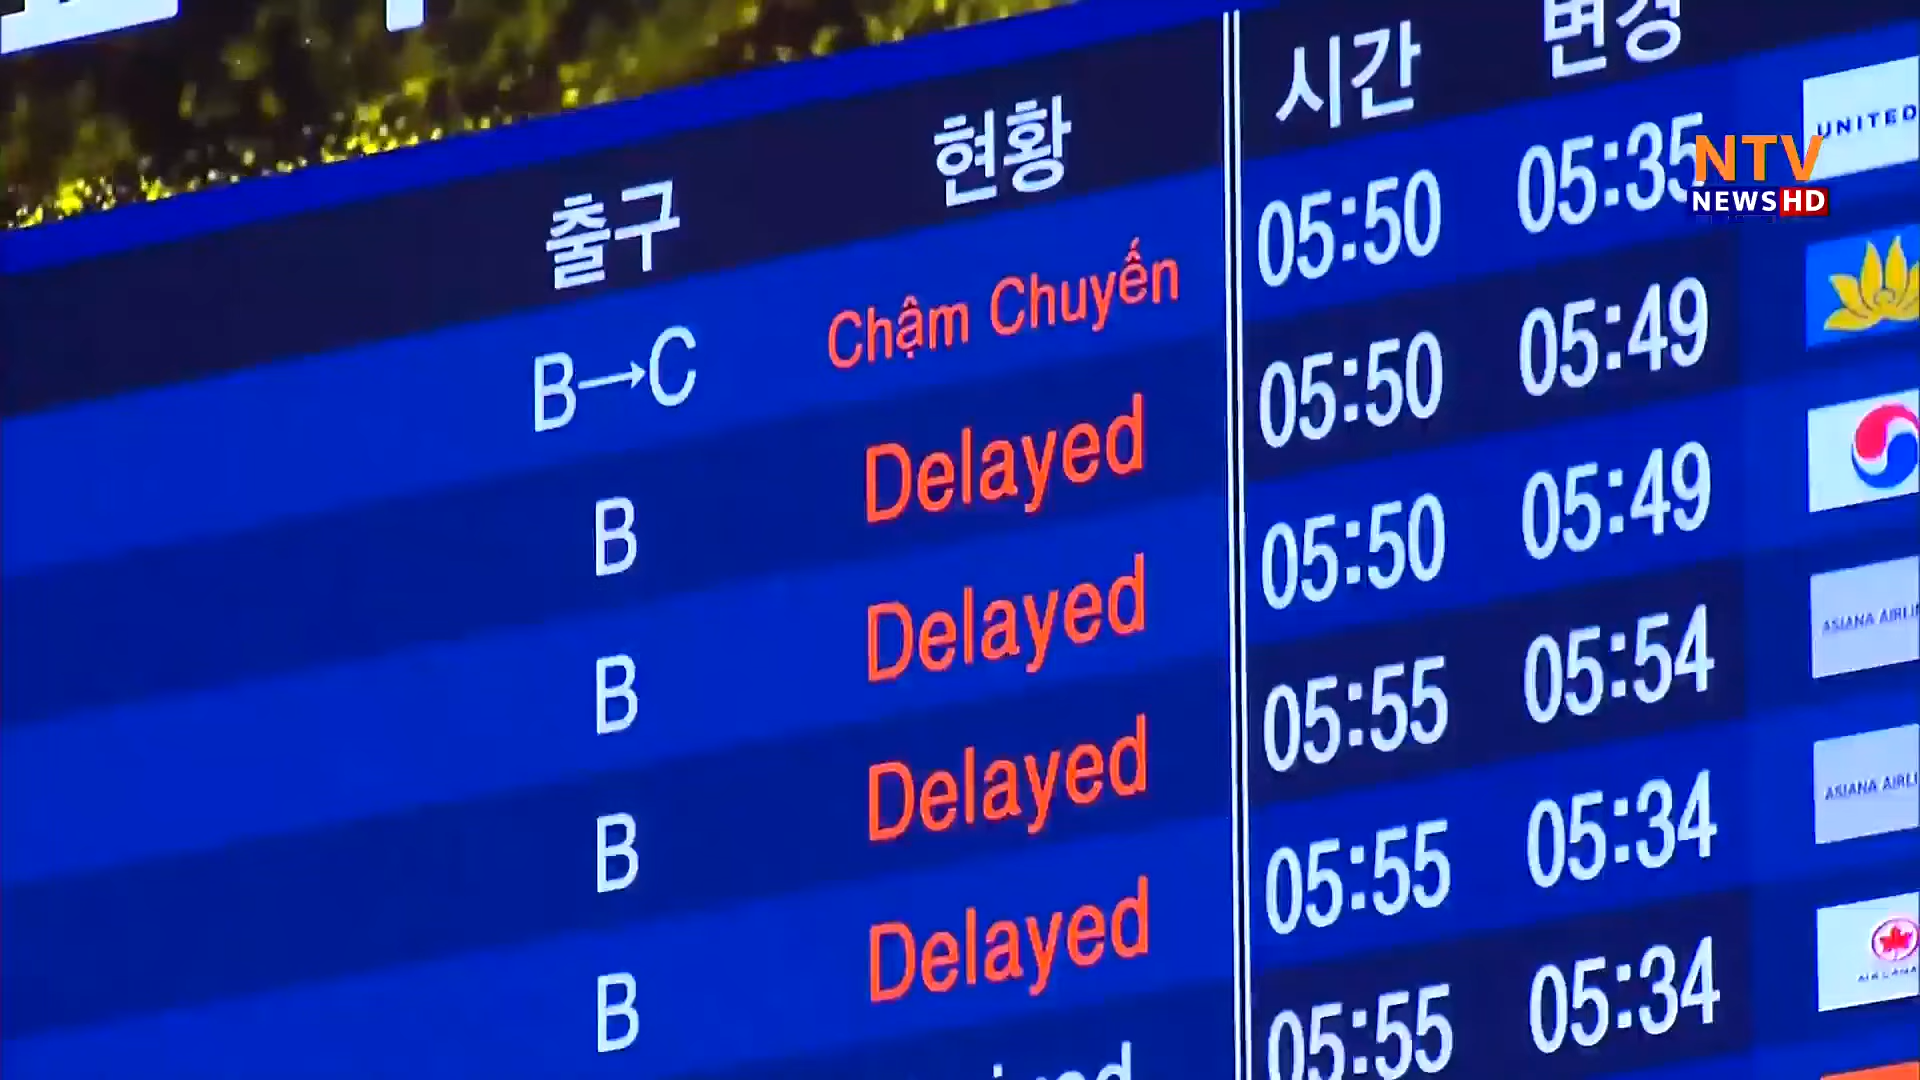 출구 현황 시간 변경
B→C Chậm Chuyến 05:50 05:35 UNITED
B Delayed 05:50 05:49
B Delayed 05:50 05:49
B Delayed 05:55 05:54 ASIANA
B Delayed 05:55 05:34 ASIANA
05:55 05:34 AIR CANA
NTV
NEWS HD